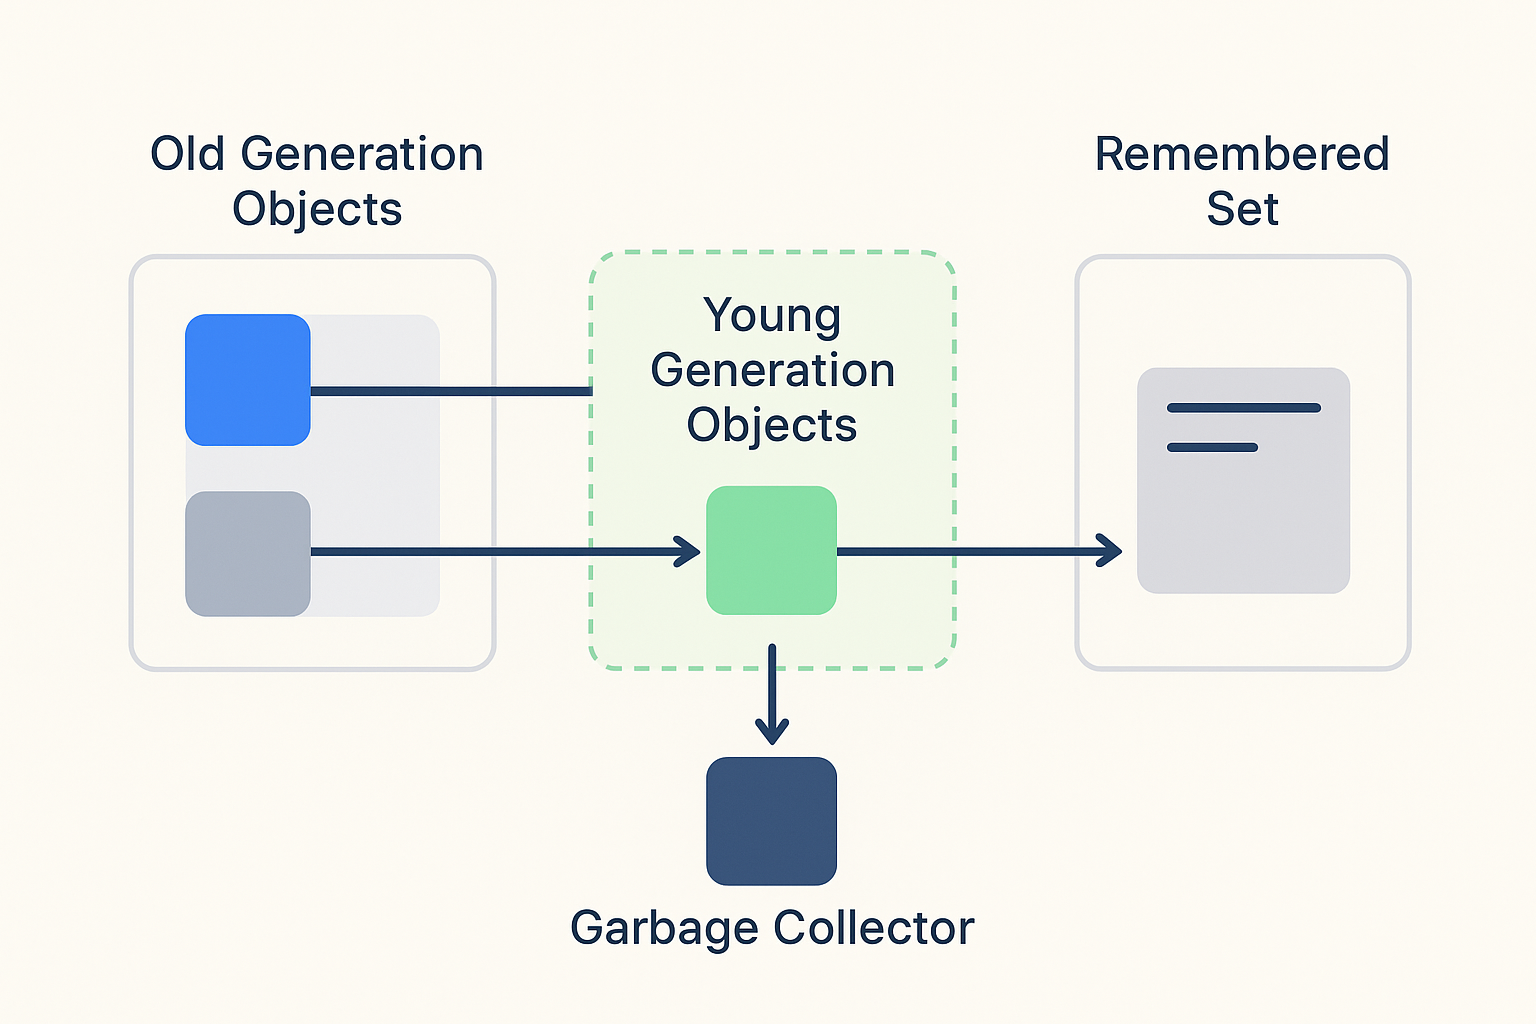 Old Generation
Objects
Young
Generation
Objects
Remembered
Set
Garbage Collector